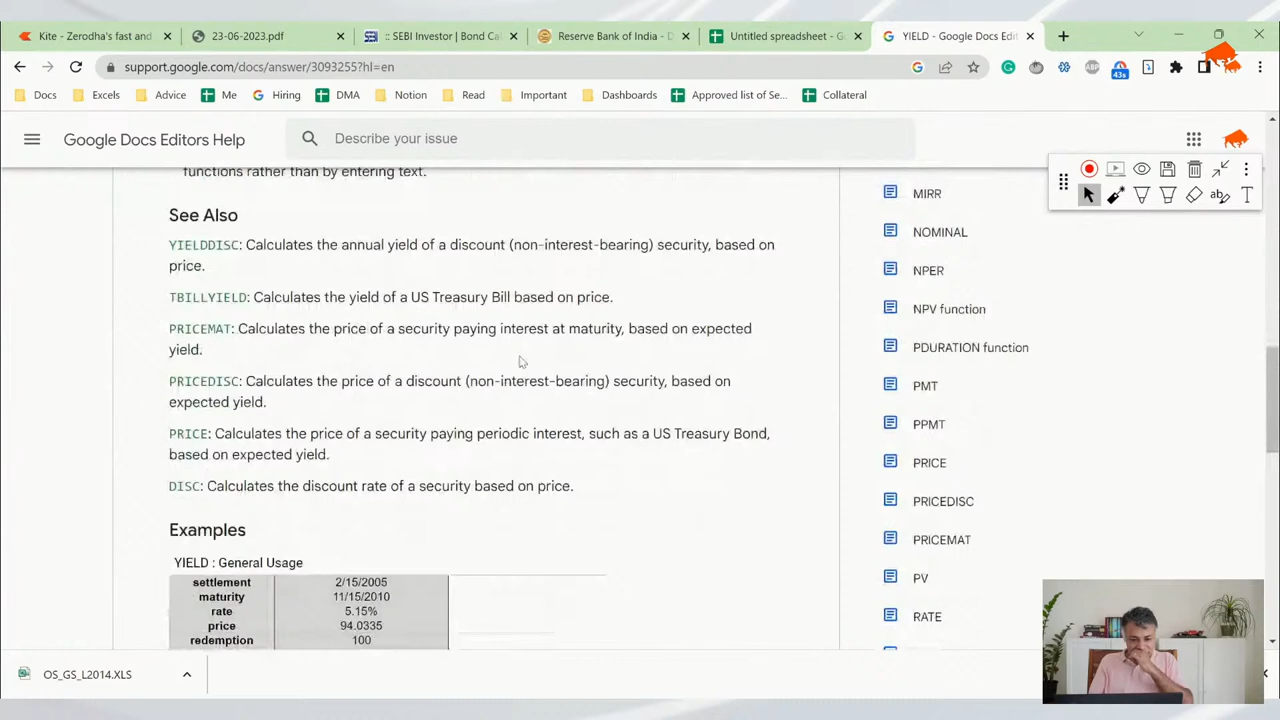 Kite - Zerodha's fast and
23-06-2023.pdf
:: SEBI Investor | Bond Cal
Reserve Bank of India - D
Untitled spreadsheet - Go
YIELD - Google Docs Edit
support.google.com/docs/answer/3093255?hl=en
43s
Docs
Excels
Advice
Me
Hiring
DMA
Notion
Read
Important
Dashboards
Approved list of Se...
Collateral
Google Docs Editors Help
Describe your issue
functions rather than by entering text.
See Also
YIELDDISC: Calculates the annual yield of a discount (non-interest-bearing) security, based on
price.
TBILLYIELD: Calculates the yield of a US Treasury Bill based on price.
PRICEMAT: Calculates the price of a security paying interest at maturity, based on expected
yield.
PRICEDISC: Calculates the price of a discount (non-interest-bearing) security, based on
expected yield.
PRICE: Calculates the price of a security paying periodic interest, such as a US Treasury Bond,
based on expected yield.
DISC: Calculates the discount rate of a security based on price.
Examples
YIELD : General Usage
settlement 2/15/2005
maturity 11/15/2010
rate 5.15%
price 94.0335
redemption 100
MIRR
NOMINAL
NPER
NPV function
PDURATION function
PMT
PPMT
PRICE
PRICEDISC
PRICEMAT
PV
RATE
OS_GS_L2014.XLS